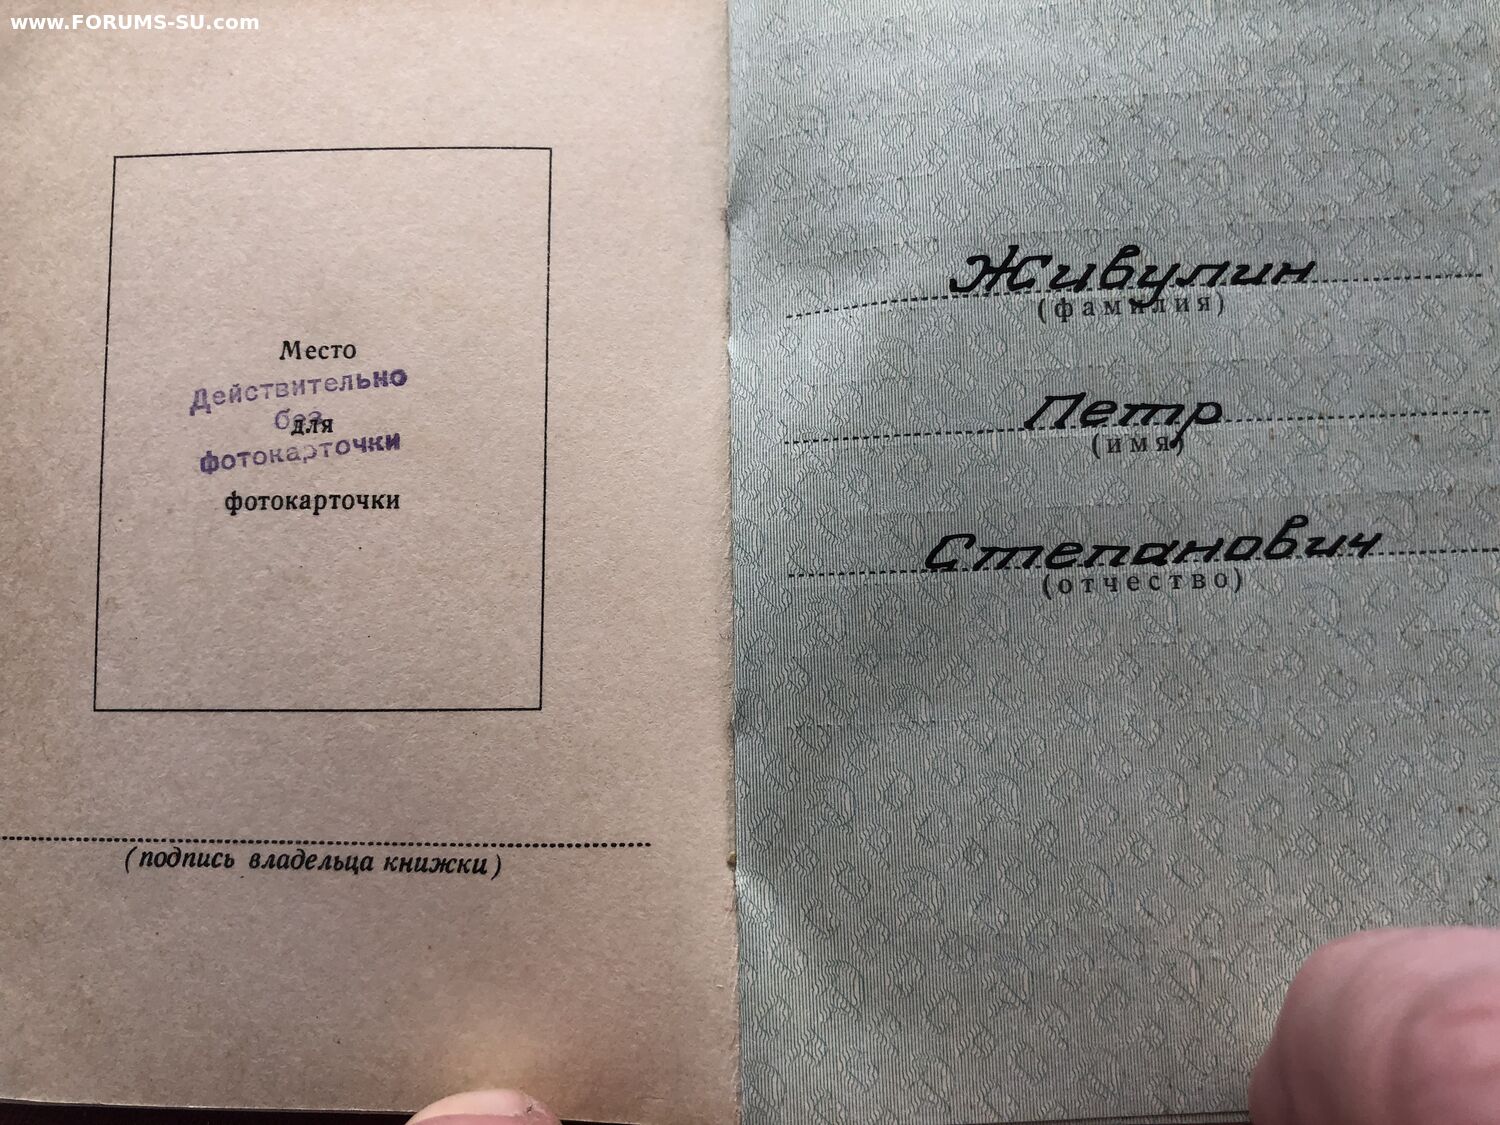 www.FORUMS-SU.com
Место
Действительно
без
для
фотокарточки
фотокарточки
(подпись владельца книжки)
Живулин
(фамилия)
Петр
(имя)
Степанович
(отчество)